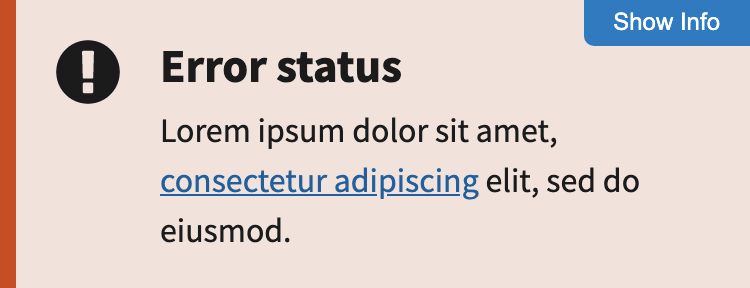 Show Info
Error status
Lorem ipsum dolor sit amet,
consectetur adipiscing elit, sed do
eiusmod.